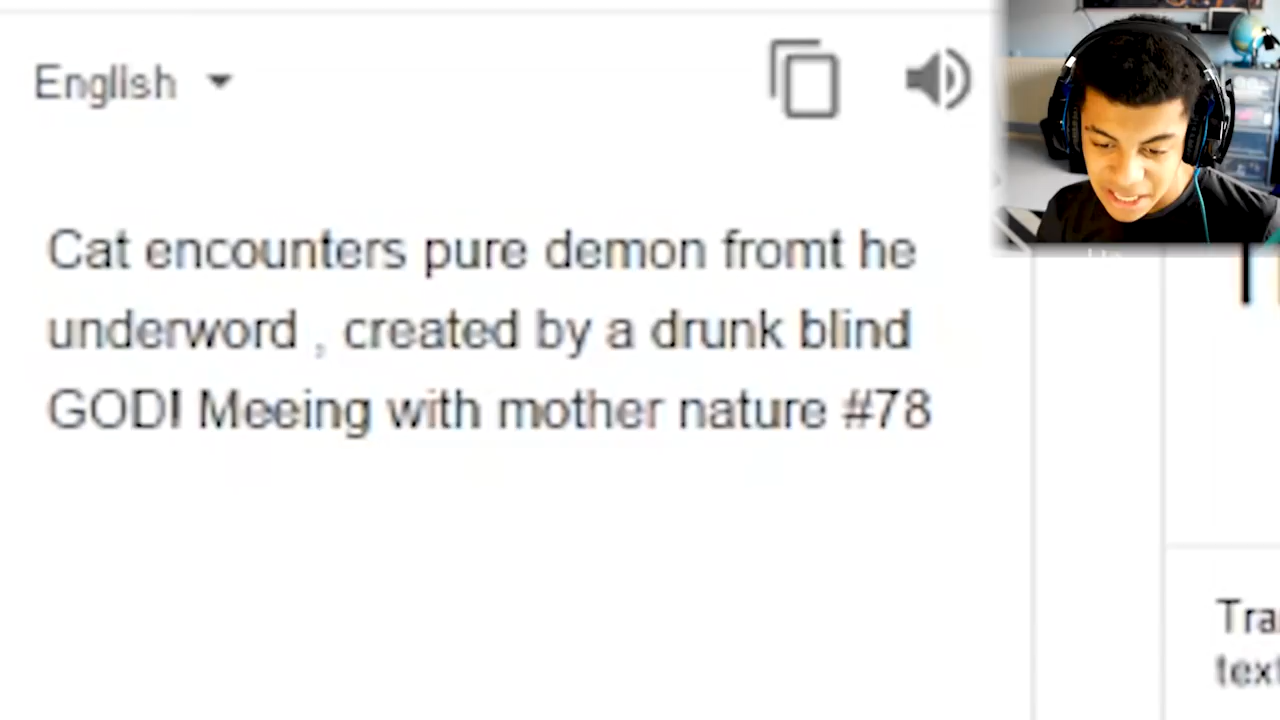 English
Cat encounters pure demon fromt he
underword , created by a drunk blind
GOD! Meeing with mother nature #78
Tra
text